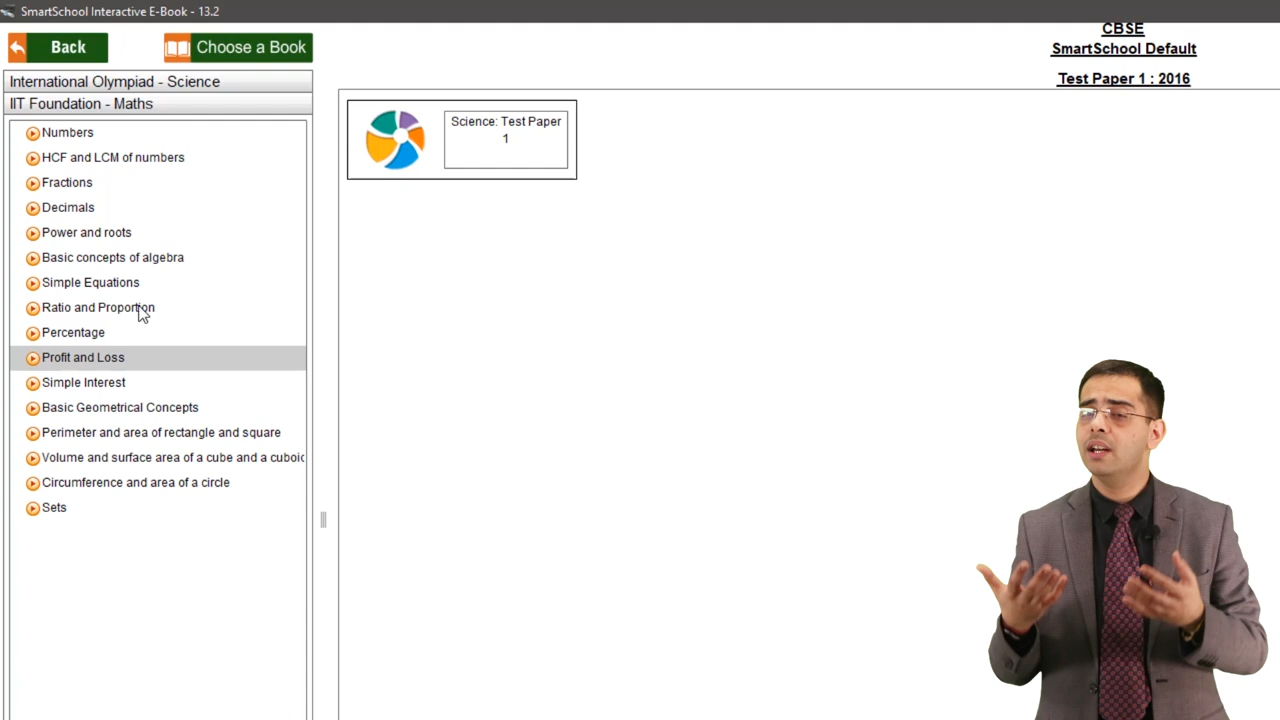 SmartSchool Interactive E-Book - 13.2
Back
Choose a Book
International Olympiad - Science
IIT Foundation - Maths
Numbers
HCF and LCM of numbers
Fractions
Decimals
Power and roots
Basic concepts of algebra
Simple Equations
Ratio and Proportion
Percentage
Profit and Loss
Simple Interest
Basic Geometrical Concepts
Perimeter and area of rectangle and square
Volume and surface area of a cube and a cuboic
Circumference and area of a circle
Sets
CBSE
SmartSchool Default
Test Paper 1 : 2016
Science: Test Paper
1